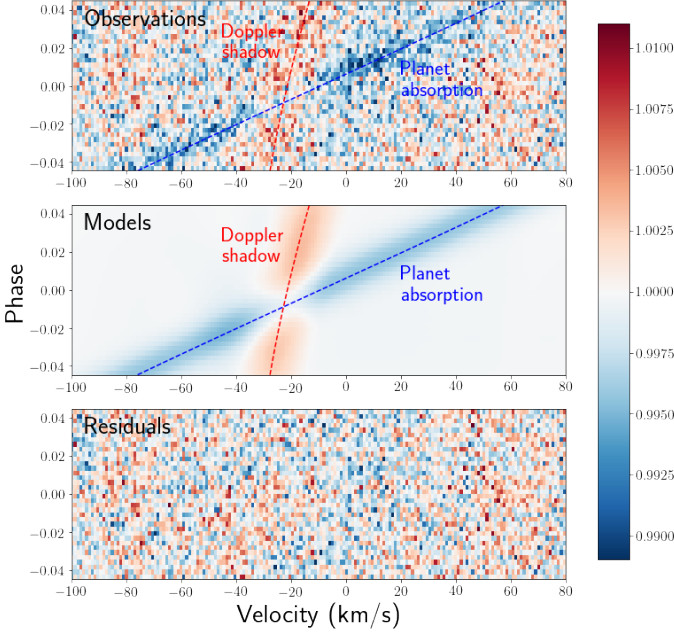 Observations
Doppler
shadow
Planet
absorption
0.04
0.02
0.00
−0.02
−0.04
−100 −80 −60 −40 −20 0 20 40 60 80
Models
Doppler
shadow
Planet
absorption
0.04
0.02
0.00
−0.02
−0.04
−100 −80 −60 −40 −20 0 20 40 60 80
Phase
Residuals
0.04
0.02
0.00
−0.02
−0.04
−100 −80 −60 −40 −20 0 20 40 60 80
Velocity (km/s)
1.0100
1.0075
1.0050
1.0025
1.0000
0.9975
0.9950
0.9925
0.9900